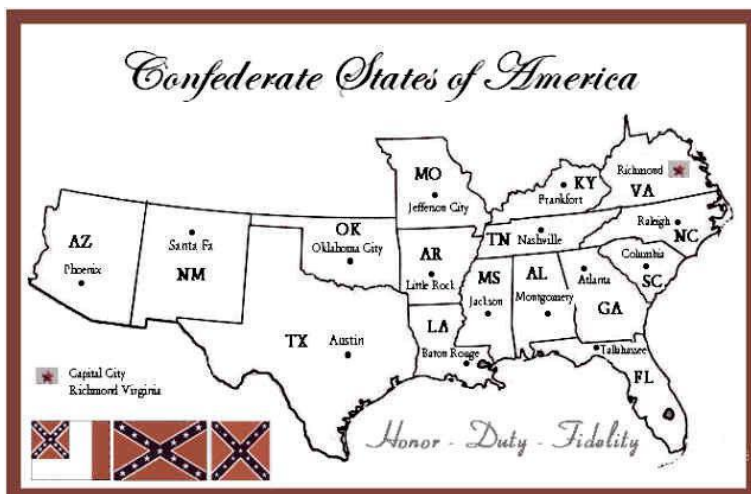 Confederate States of America
MO
Jefferson City
KY
Frankfort
Richmond
VA
AZ
Phoenix
Santa Fa
NM
OK
Oklahoma City
AR
Little Rock
TN
Nashville
Raleigh
NC
Columbia
SC
MS
Jackson
AL
Montgomery
Atlanta
GA
TX
Austin
LA
Baton Rouge
Tallahassee
FL
Capital City
Richmond Virginia
Honor - Duty - Fidelity